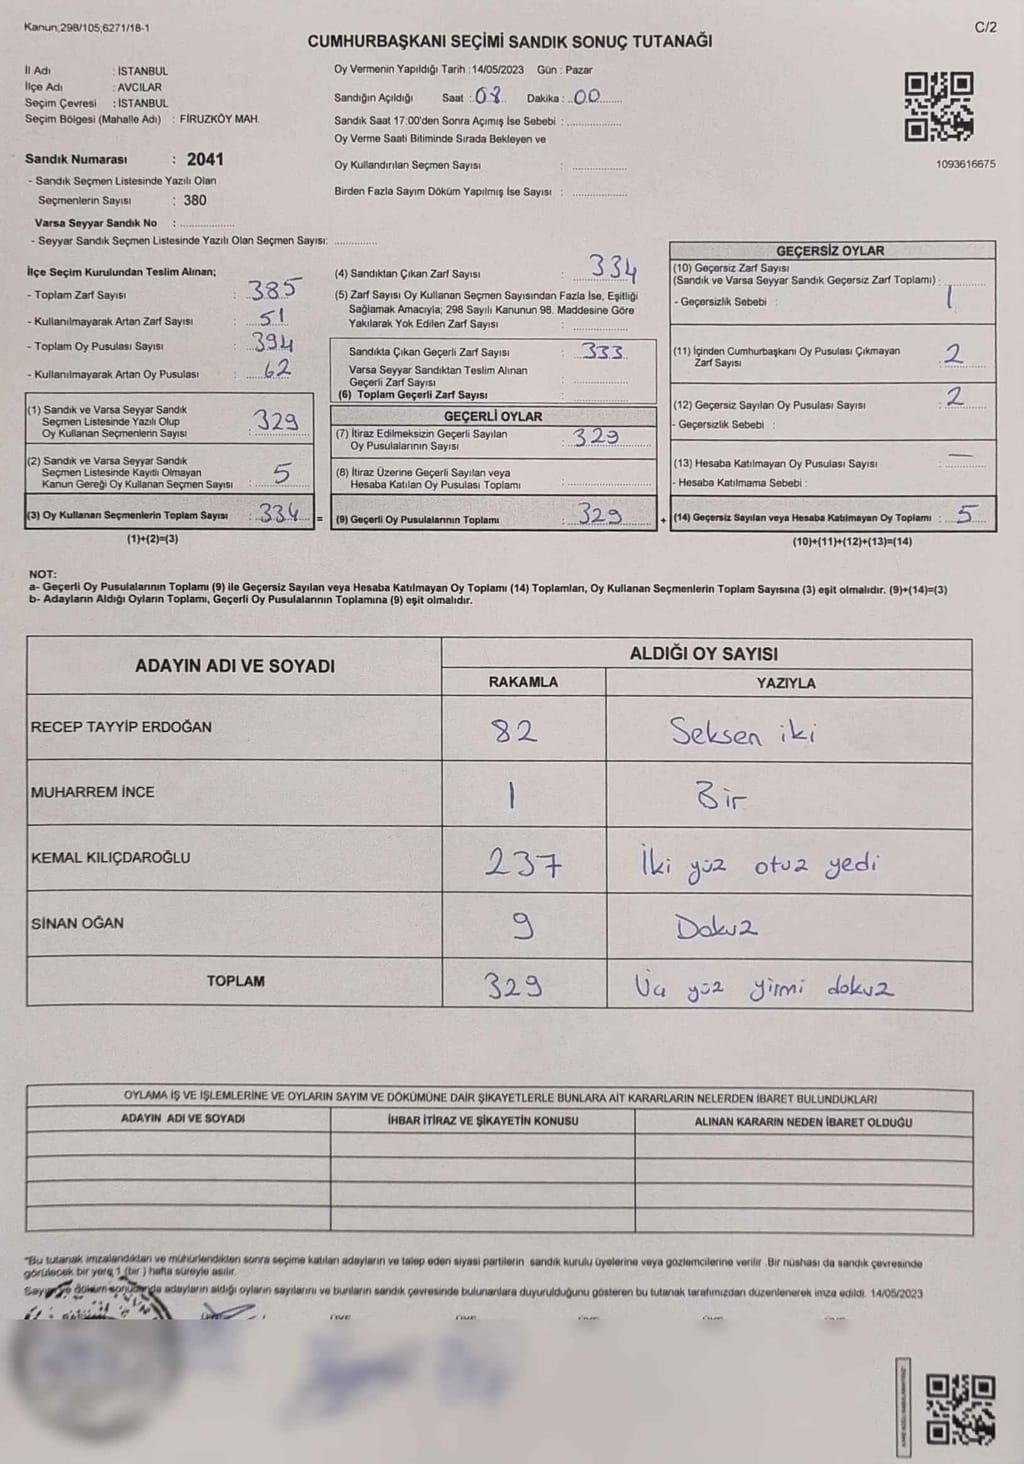 Kanun;298/105,6271/18-1
C/2
CUMHURBAŞKANI SEÇİMİ SANDIK SONUÇ TUTANAĞI
İl Adı : İSTANBUL
İlçe Adı : AVCILAR
Seçim Çevresi : İSTANBUL
Seçim Bölgesi (Mahalle Adı) : FİRUZKÖY MAH.
Sandık Numarası : 2041
- Sandık Seçmen Listesinde Yazılı Olan
Seçmenlerin Sayısı : 380
Varsa Seyyar Sandık No : ..................
- Seyyar Sandık Seçmen Listesinde Yazılı Olan Seçmen Sayısı: ..............
Oy Vermenin Yapıldığı Tarih : 14/05/2023 Gün : Pazar
Sandığın Açıldığı Saat : 08 Dakika : 00
Sandık Saat 17:00'den Sonra Açımış İse Sebebi : ..................
Oy Verme Saati Bitiminde Sırada Bekleyen ve
Oy Kullandırılan Seçmen Sayısı : ..................
Birden Fazla Sayım Döküm Yapılmış İse Sayısı : ..................
1093616675
İlçe Seçim Kurulundan Teslim Alınan;
- Toplam Zarf Sayısı : 385
- Kullanılmayarak Artan Zarf Sayısı : 51
- Toplam Oy Pusulası Sayısı : 394
- Kullanılmayarak Artan Oy Pusulası : 62
(1) Sandık ve Varsa Seyyar Sandık
Seçmen Listesinde Yazılı Olup
Oy Kullanan Seçmenlerin Sayısı : 329
(2) Sandık ve Varsa Seyyar Sandık
Seçmen Listesinde Kayıtlı Olmayan
Kanun Gereği Oy Kullanan Seçmen Sayısı : 5
(3) Oy Kullanan Seçmenlerin Toplam Sayısı : 334 =
(1)+(2)=(3)
(4) Sandıktan Çıkan Zarf Sayısı : 334
(5) Zarf Sayısı Oy Kullanan Seçmen Sayısından Fazla İse, Eşitliği
Sağlamak Amacıyla; 298 Sayılı Kanunun 98. Maddesine Göre
Yakılarak Yok Edilen Zarf Sayısı : ..................
Sandıkta Çıkan Geçerli Zarf Sayısı : 333
Varsa Seyyar Sandıktan Teslim Alınan
Geçerli Zarf Sayısı : ..................
(6) Toplam Geçerli Zarf Sayısı : ..................
GEÇERLİ OYLAR
(7) İtiraz Edilmeksizin Geçerli Sayılan
Oy Pusulalarının Sayısı : 329
(8) İtiraz Üzerine Geçerli Sayılan veya
Hesaba Katılan Oy Pusulası Toplamı : ..................
(9) Geçerli Oy Pusulalarının Toplamı : 329 +
GEÇERSİZ OYLAR
(10) Geçersiz Zarf Sayısı
(Sandık ve Varsa Seyyar Sandık Geçersiz Zarf Toplamı) : 1
- Geçersizlik Sebebi :
(11) İçinden Cumhurbaşkanı Oy Pusulası Çıkmayan
Zarf Sayısı : 2
(12) Geçersiz Sayılan Oy Pusulası Sayısı : 2
- Geçersizlik Sebebi :
(13) Hesaba Katılmayan Oy Pusulası Sayısı : —
- Hesaba Katılmama Sebebi :
(14) Geçersiz Sayılan veya Hesaba Katılmayan Oy Toplamı : 5
(10)+(11)+(12)+(13)=(14)
NOT:
a- Geçerli Oy Pusulalarının Toplamı (9) ile Geçersiz Sayılan veya Hesaba Katılmayan Oy Toplamı (14) Toplamları, Oy Kullanan Seçmenlerin Toplam Sayısına (3) eşit olmalıdır. (9)+(14)=(3)
b- Adayların Aldığı Oyların Toplamı, Geçerli Oy Pusulalarının Toplamına (9) eşit olmalıdır.
ADAYIN ADI VE SOYADI
ALDIĞI OY SAYISI
RAKAMLA YAZIYLA
RECEP TAYYİP ERDOĞAN 82 Seksen iki
MUHARREM İNCE 1 Bir
KEMAL KILIÇDAROĞLU 237 İki yüz otuz yedi
SİNAN OĞAN 9 Dokuz
TOPLAM 329 Üç yüz yirmi dokuz
OYLAMA İŞ VE İŞLEMLERİNE VE OYLARIN SAYIM VE DÖKÜMÜNE DAİR ŞİKAYETLERLE BUNLARA AİT KARARLARIN NELERDEN İBARET BULUNDUKLARI
ADAYIN ADI VE SOYADI İHBAR İTİRAZ VE ŞİKAYETİN KONUSU ALINAN KARARIN NEDEN İBARET OLDUĞU
*Bu tutanak imzalandıktan ve mühürlendikten sonra seçime katılan adayların ve talep eden siyasi partilerin sandık kurulu üyelerine veya gözlemcilerine verilir. Bir nüshası da sandık çevresinde
görülecek bir yere 1 (bir) hafta süreyle asılır.
Sayım ve döküm sonucunda adayların aldığı oyların sayılarını ve bunların sandık çevresinde bulunanlara duyurulduğunu gösteren bu tutanak tarafımızdan düzenlenerek imza edildi. 14/05/2023